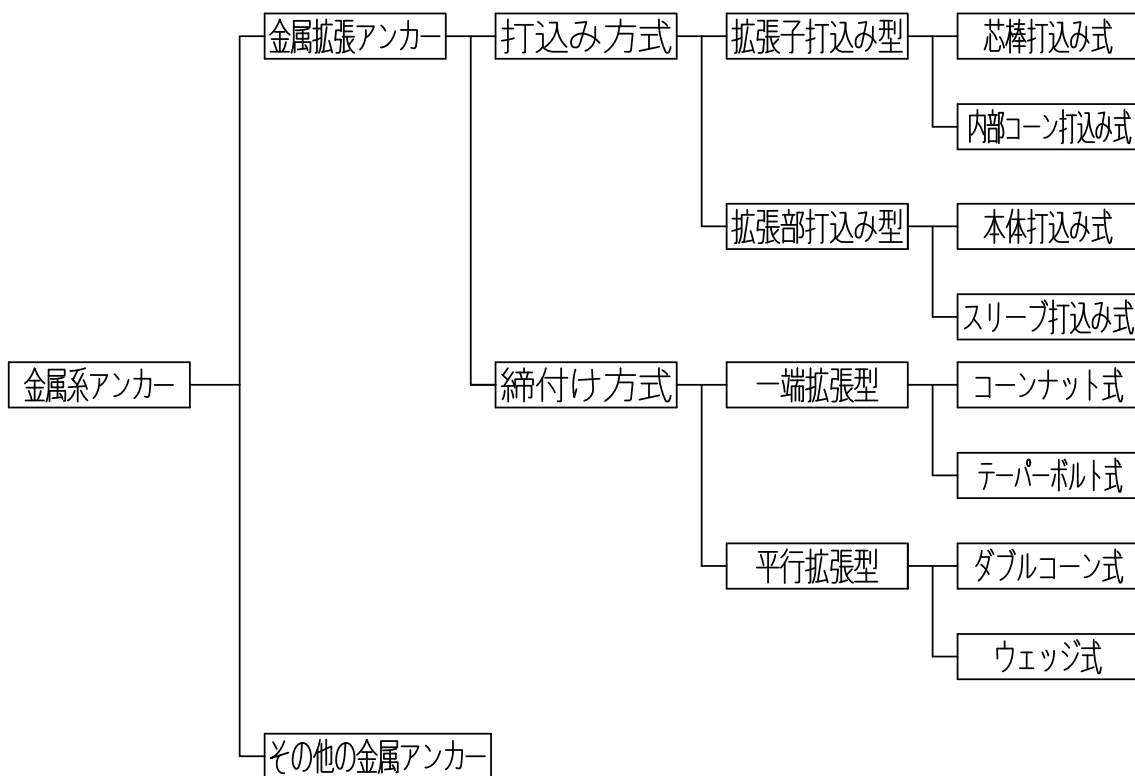 金属拡張アンカー
打込み方式
拡張子打込み型
芯棒打込み式
内部コーン打込み式
拡張部打込み型
本体打込み式
スリーブ打込み式
金属系アンカー
締付け方式
一端拡張型
コーンナット式
テーパーボルト式
平行拡張型
ダブルコーン式
ウェッジ式
その他の金属アンカー